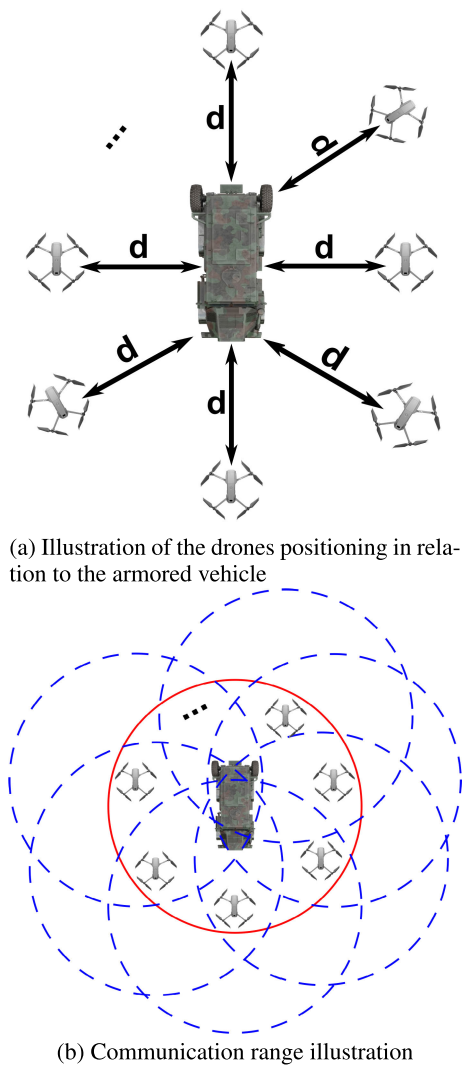 d
...
d
d
d
d
d
d
(a) Illustration of the drones positioning in rela-
tion to the armored vehicle
...
(b) Communication range illustration